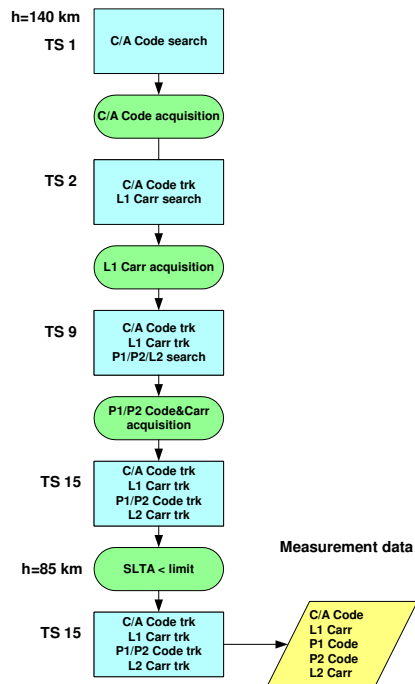 h=140 km
TS 1
C/A Code search
C/A Code acquisition
TS 2
C/A Code trk
L1 Carr search
L1 Carr acquisition
TS 9
C/A Code trk
L1 Carr trk
P1/P2/L2 search
P1/P2 Code&Carr
acquisition
TS 15
C/A Code trk
L1 Carr trk
P1/P2 Code trk
L2 Carr trk
Measurement data
h=85 km
SLTA < limit
TS 15
C/A Code trk
L1 Carr trk
P1/P2 Code trk
L2 Carr trk
C/A Code
L1 Carr
P1 Code
P2 Code
L2 Carr